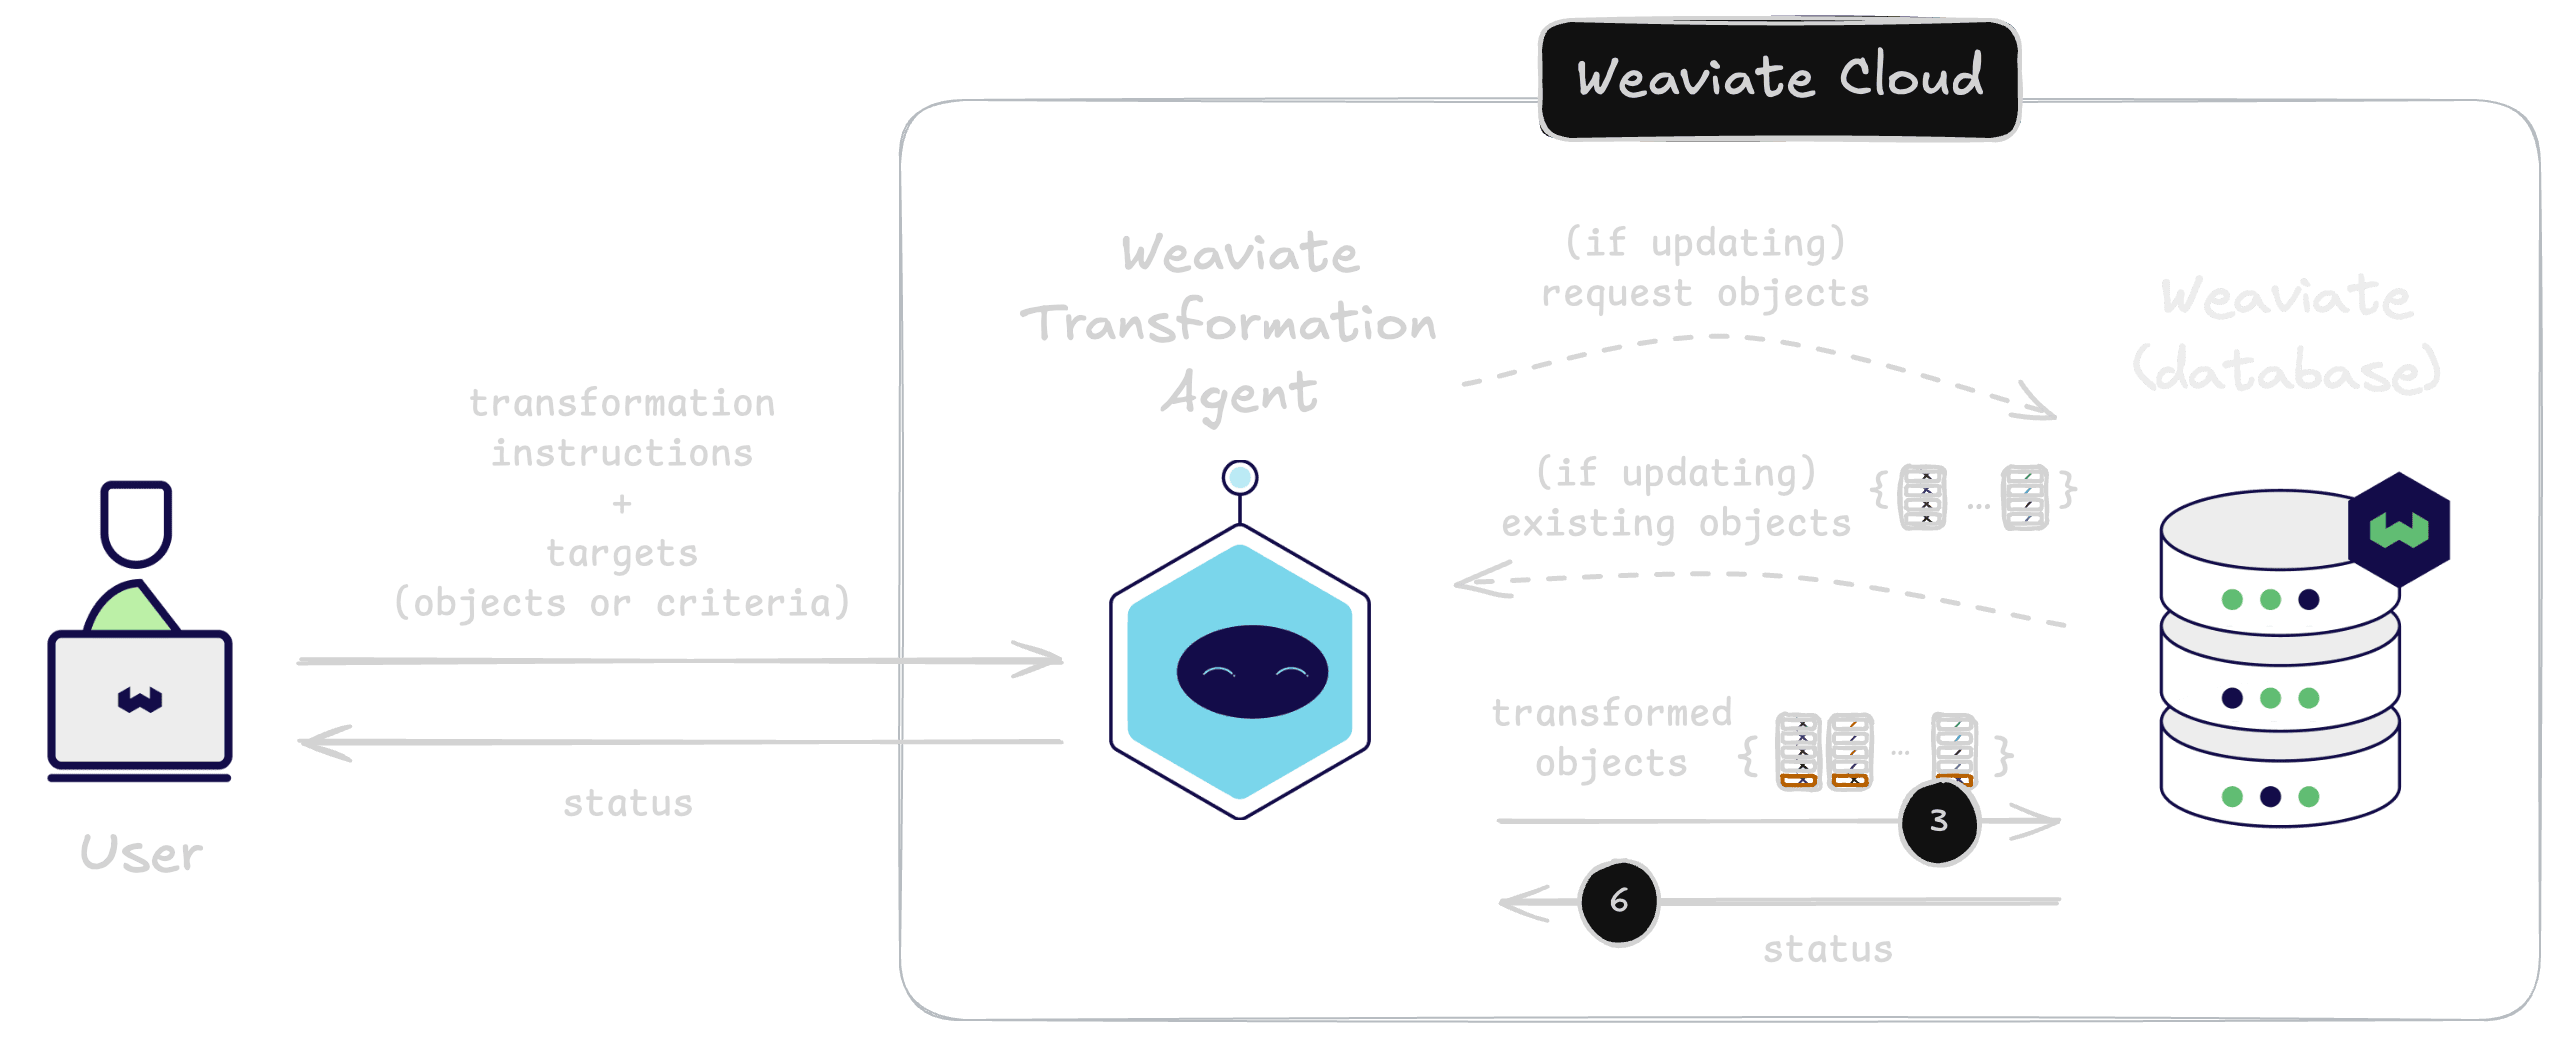 Weaviate Cloud
Weaviate
Transformation
Agent
(if updating)
request objects
Weaviate
(database)
transformation
instructions
+
targets
(objects or criteria)
(if updating)
existing objects
{ ... }
transformed
objects
{ ... }
3
6
status
status
User